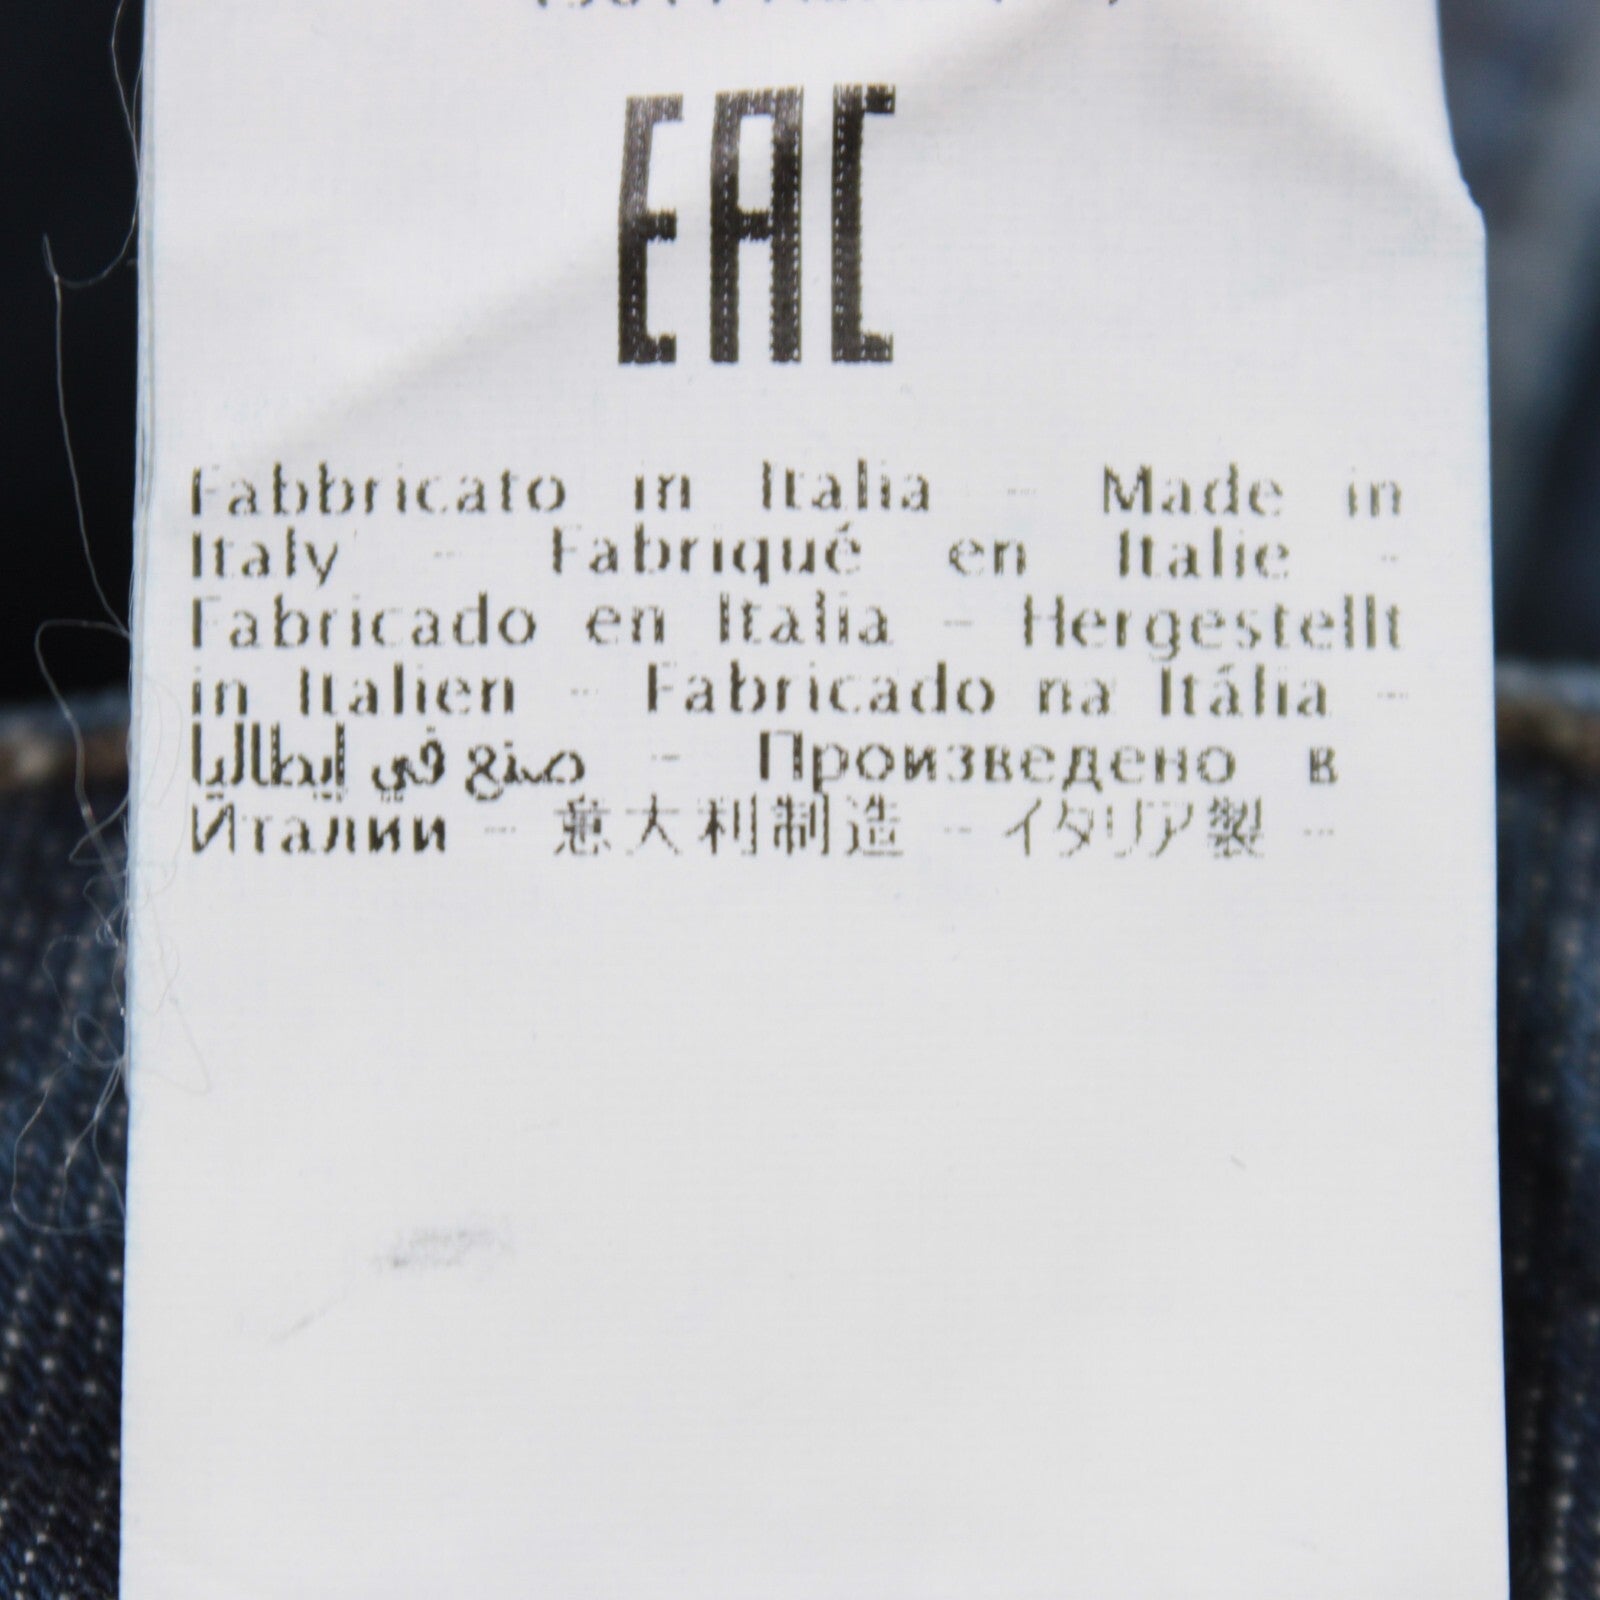 EAC
Fabbricato in Italia - Made in
Italy - Fabriqué en Italie -
Fabricado en Italia - Hergestellt
in Italien - Fabricado na Itália -
صنع في إيطاليا - Произведено в
Италии - 意大利制造 - イタリア製 -